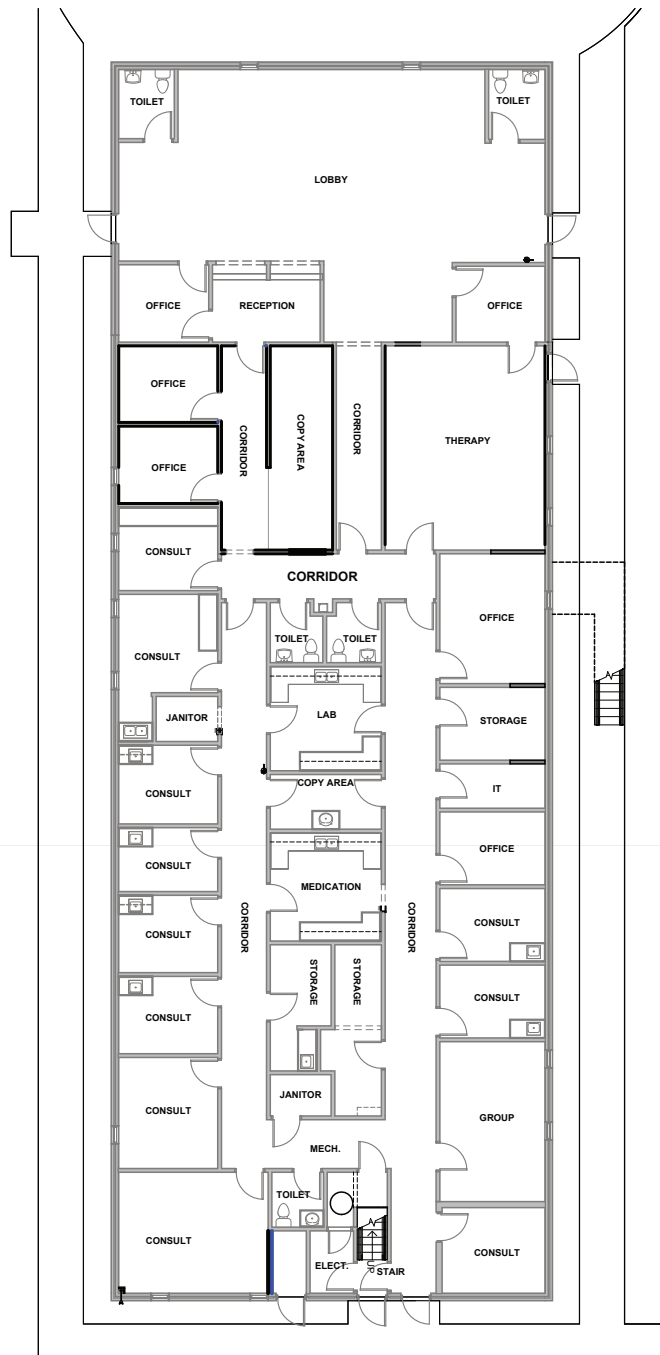 TOILET
TOILET
LOBBY
OFFICE
RECEPTION
OFFICE
OFFICE
CORRIDOR
COPY AREA
CORRIDOR
THERAPY
OFFICE
CONSULT
CORRIDOR
OFFICE
TOILET
TOILET
CONSULT
JANITOR
LAB
STORAGE
CONSULT
COPY AREA
IT
CONSULT
MEDICATION
OFFICE
CONSULT
CORRIDOR
CORRIDOR
CONSULT
STORAGE
STORAGE
CONSULT
CONSULT
CONSULT
JANITOR
GROUP
MECH.
TOILET
CONSULT
ELECT.
UP
STAIR
CONSULT